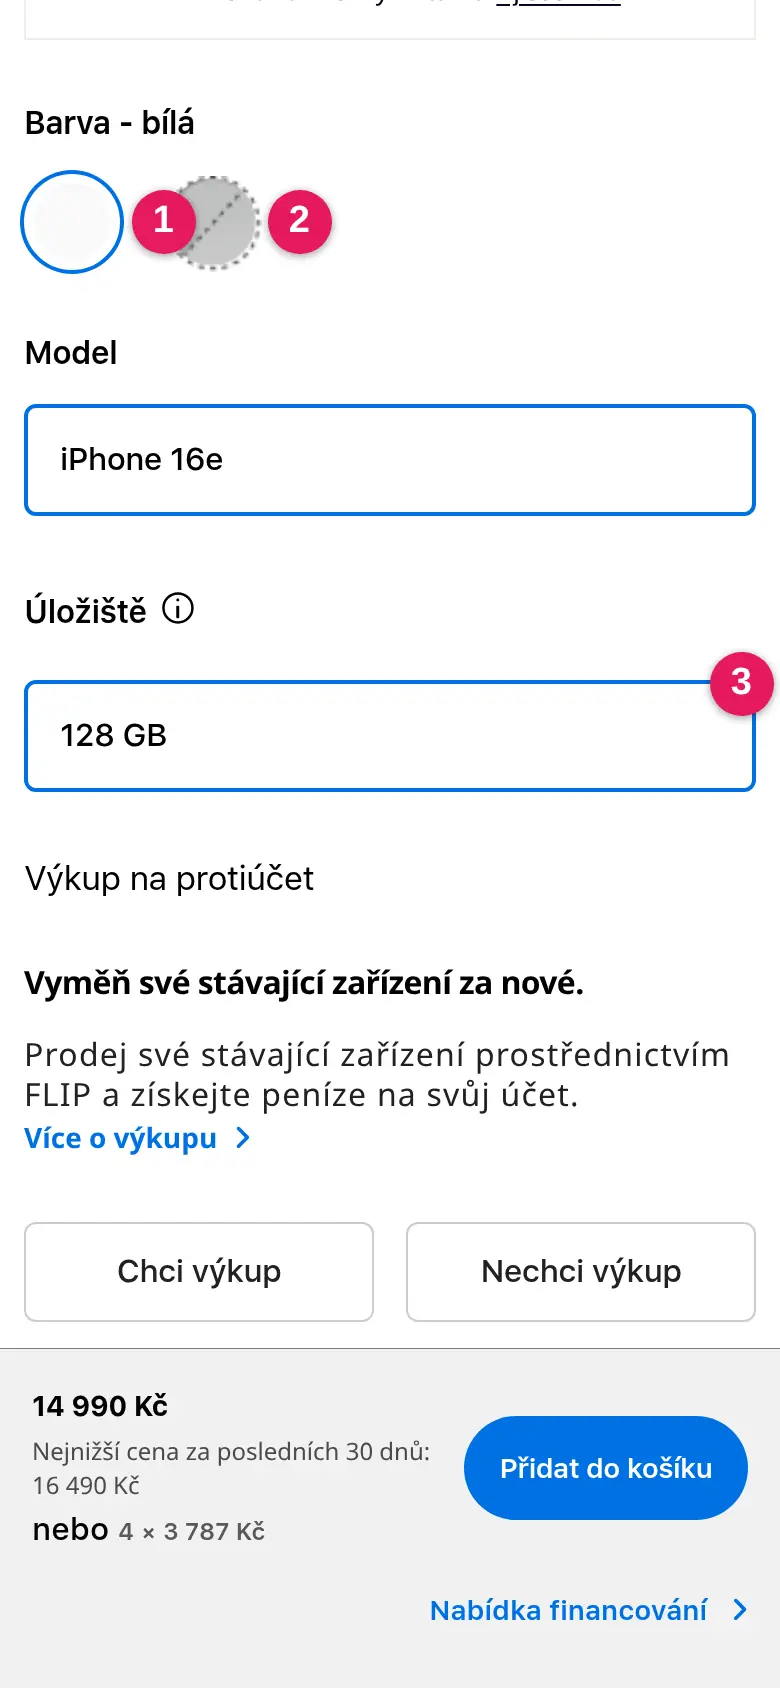 Barva - bílá
1
2
Model
iPhone 16e
Úložiště
3
128 GB
Výkup na protiúčet
Vyměň své stávající zařízení za nové.
Prodej své stávající zařízení prostřednictvím
FLIP a získejte peníze na svůj účet.
Více o výkupu
Chci výkup
Nechci výkup
14 990 Kč
Nejnižší cena za posledních 30 dnů:
16 490 Kč
nebo 4 × 3 787 Kč
Přidat do košíku
Nabídka financování